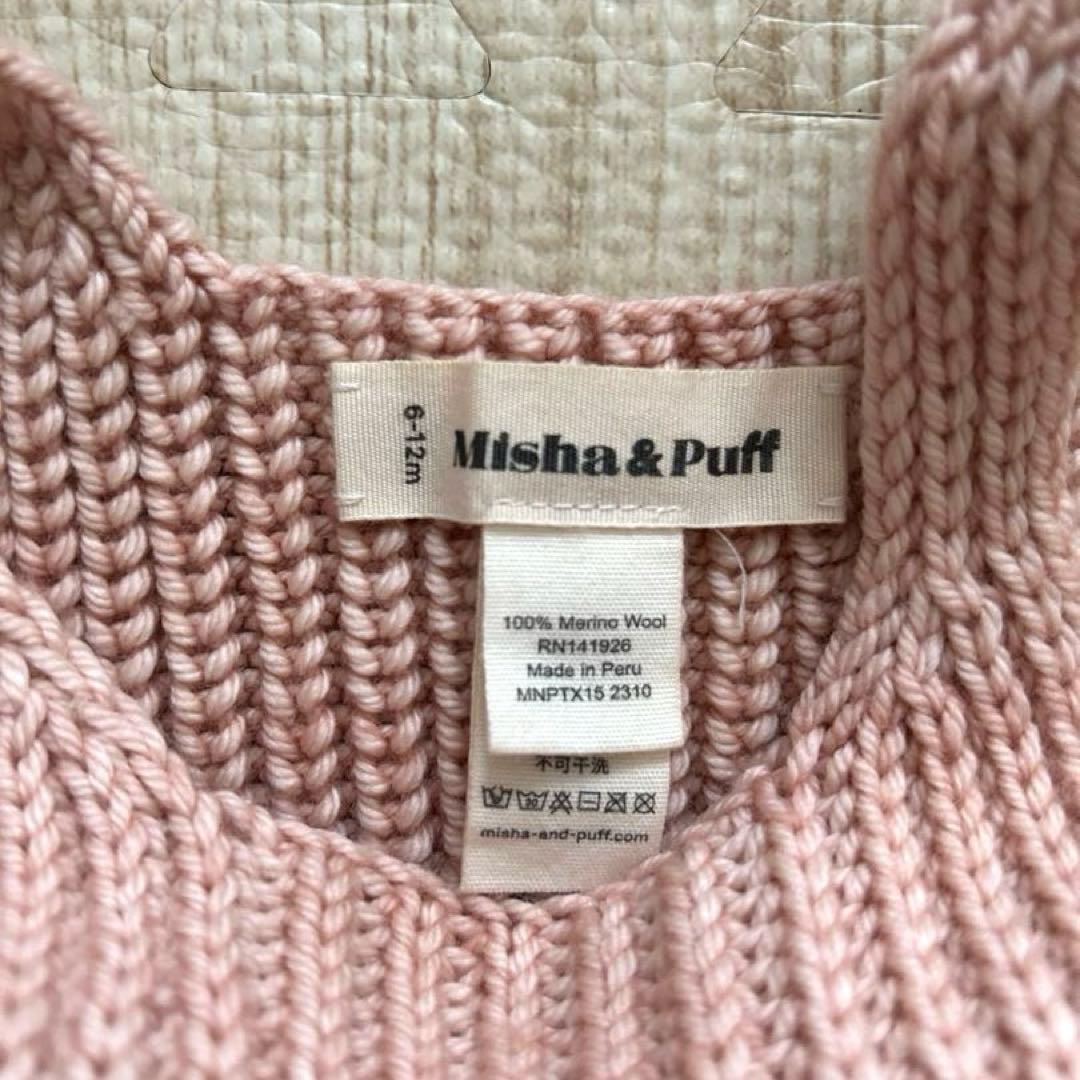 6-12m
Misha & Puff
100% Merino Wool
RN141926
Made in Peru
MNPTX15 2310
不可干洗
misha-and-puff.com